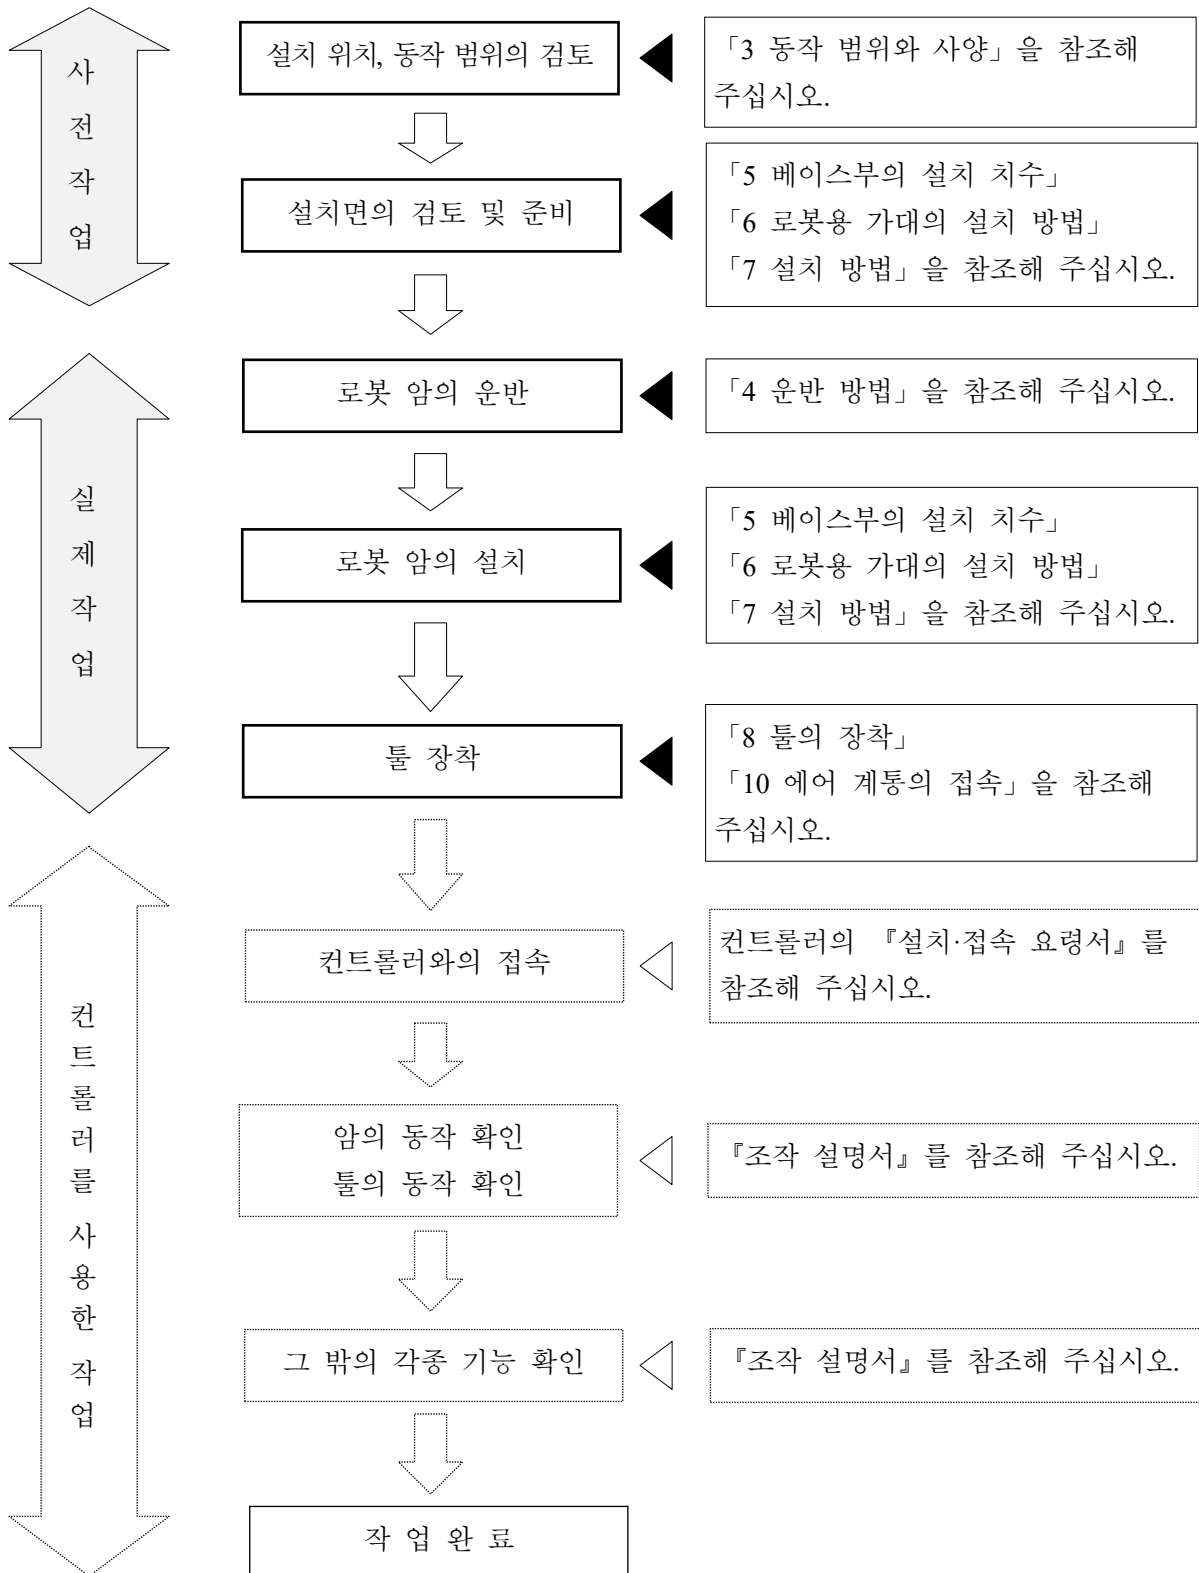 사전작업
설치 위치, 동작 범위의 검토
「3 동작 범위와 사양」을 참조해
주십시오.
설치면의 검토 및 준비
「5 베이스부의 설치 치수」
「6 로봇용 가대의 설치 방법」
「7 설치 방법」을 참조해 주십시오.
실제작업
로봇 암의 운반
「4 운반 방법」을 참조해 주십시오.
로봇 암의 설치
「5 베이스부의 설치 치수」
「6 로봇용 가대의 설치 방법」
「7 설치 방법」을 참조해 주십시오.
툴 장착
「8 툴의 장착」
「10 에어 계통의 접속」을 참조해
주십시오.
컨트롤러를 사용한 작업
컨트롤러와의 접속
컨트롤러의 『설치·접속 요령서』를
참조해 주십시오.
암의 동작 확인
툴의 동작 확인
『조작 설명서』를 참조해 주십시오.
그 밖의 각종 기능 확인
『조작 설명서』를 참조해 주십시오.
작 업 완 료